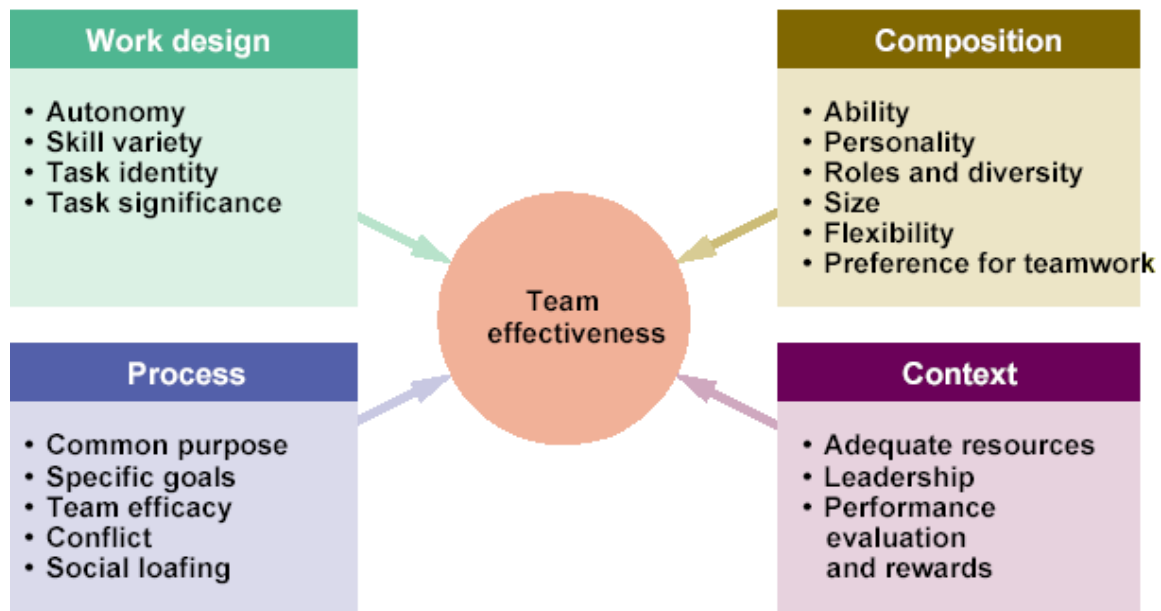 Work design
• Autonomy
• Skill variety
• Task identity
• Task significance
Composition
• Ability
• Personality
• Roles and diversity
• Size
• Flexibility
• Preference for teamwork
Team
effectiveness
Process
• Common purpose
• Specific goals
• Team efficacy
• Conflict
• Social loafing
Context
• Adequate resources
• Leadership
• Performance
evaluation
and rewards